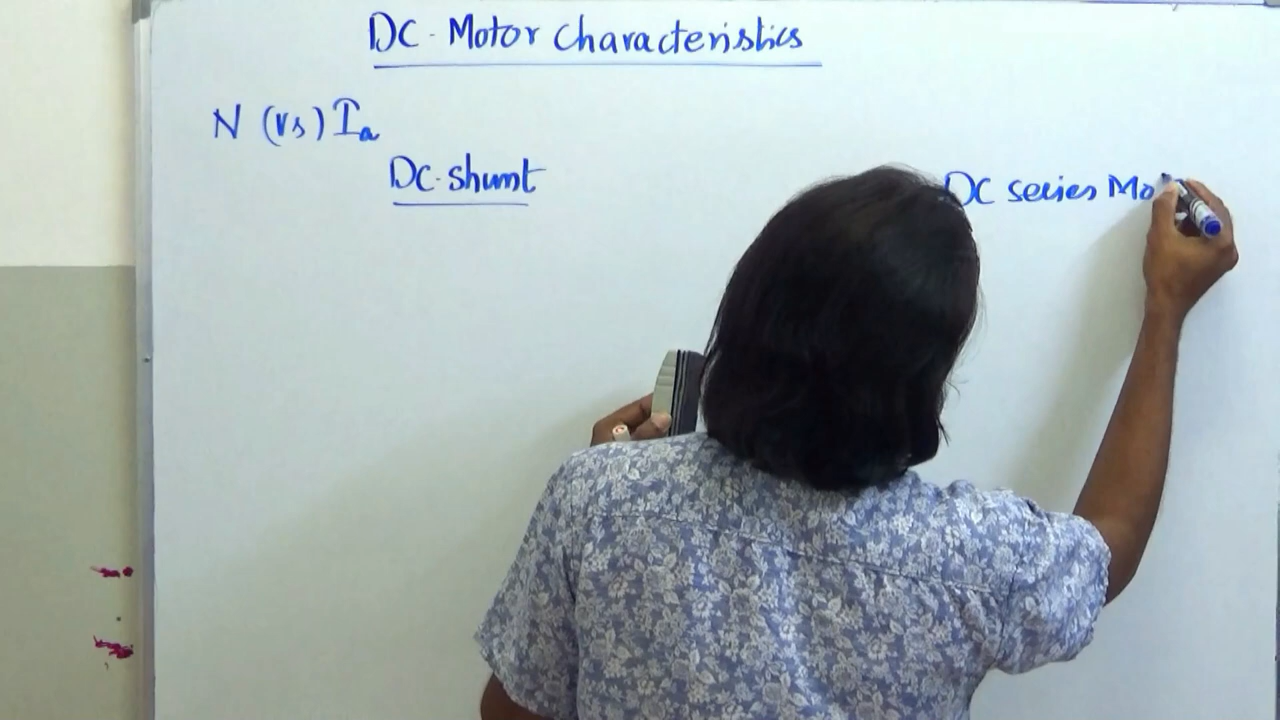 DC - Motor characteristics
N (vs) Ia
DC-shunt
DC series Mo